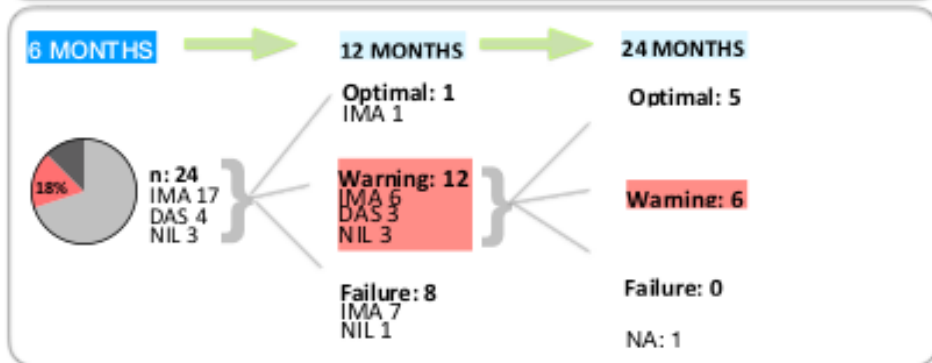 6 MONTHS
12 MONTHS
24 MONTHS
18%
n: 24
IMA 17
DAS 4
NIL 3
Optimal: 1
IMA 1
Warning: 12
IMA 6
DAS 3
NIL 3
Failure: 8
IMA 7
NIL 1
Optimal: 5
Warning: 6
Failure: 0
NA: 1